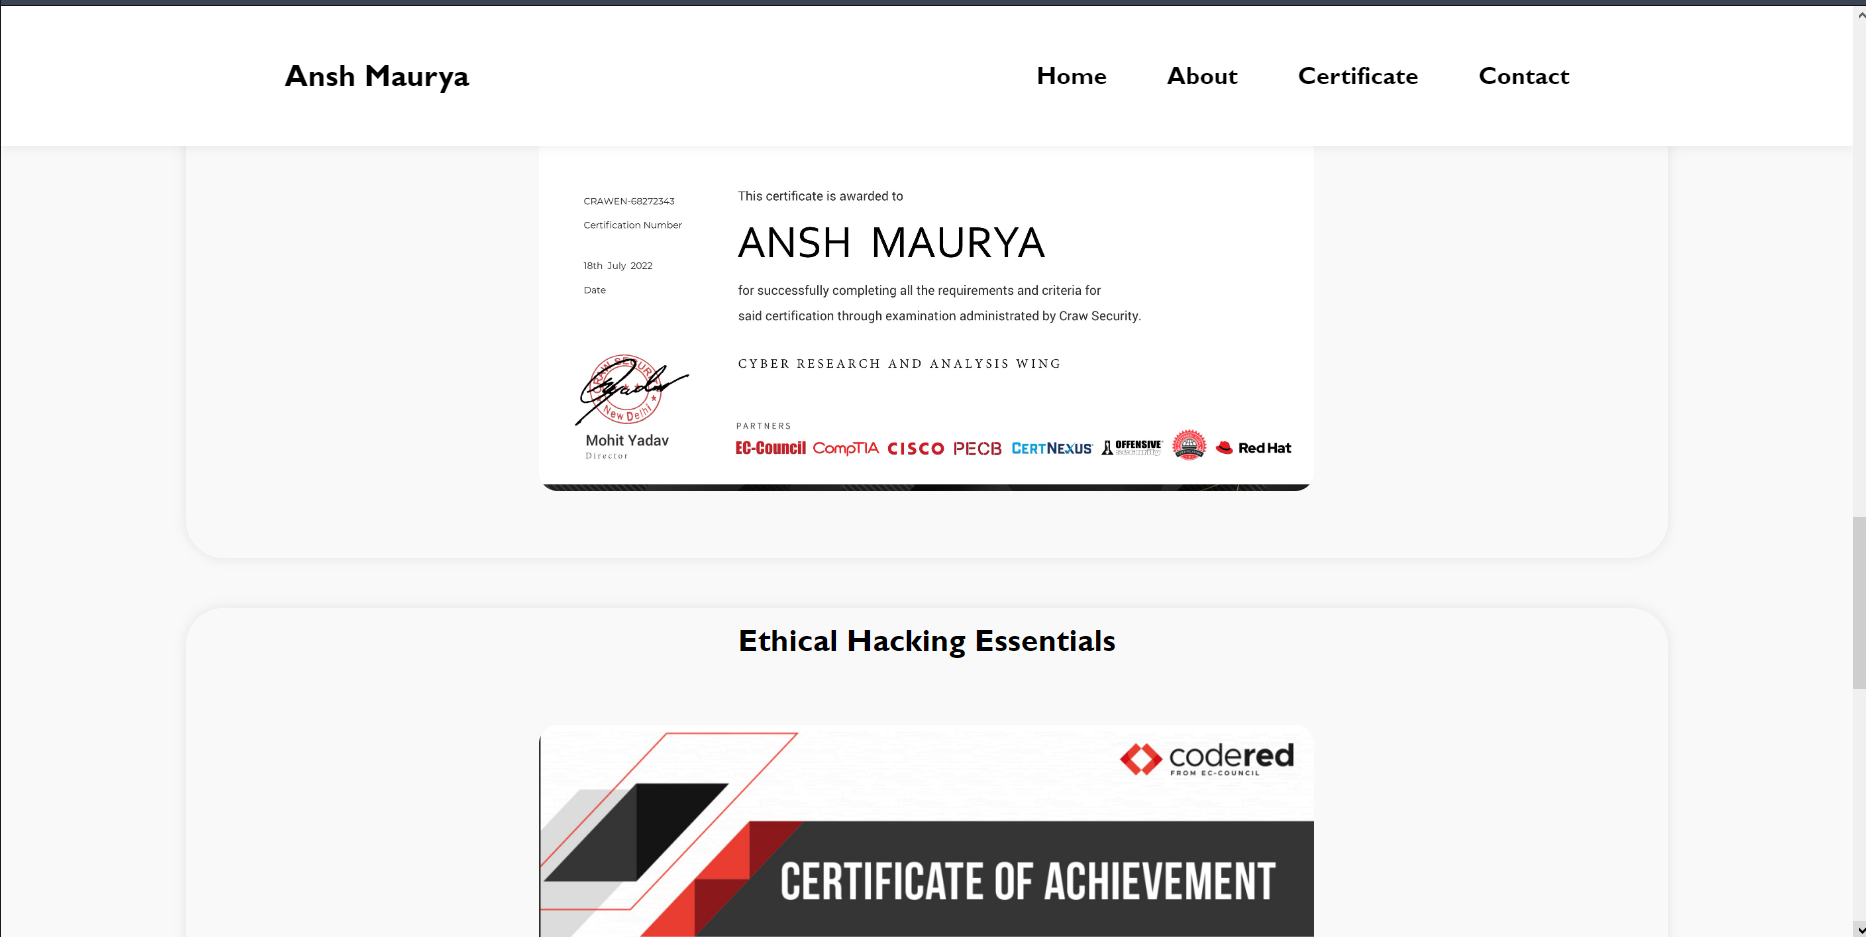 Ansh Maurya
Home About Certificate Contact
CRAWEN-68272343
Certification Number
18th July 2022
Date
This certificate is awarded to
ANSH MAURYA
for successfully completing all the requirements and criteria for
said certification through examination administrated by Craw Security.
CYBER RESEARCH AND ANALYSIS WING
New Delhi
Mohit Yadav
Director
PARTNERS
EC-Council CompTIA CISCO PECB CERTNEXUS OFFENSIVE security Red Hat
Ethical Hacking Essentials
codered
FROM EC-COUNCIL
CERTIFICATE OF ACHIEVEMENT